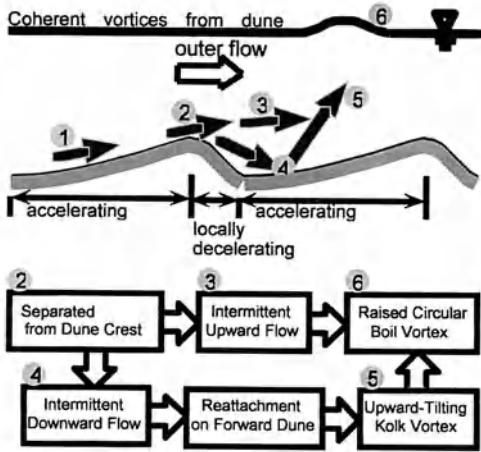 Coherent vortices from dune
6
outer flow
1
2
3
5
4
accelerating
locally
decelerating
accelerating
2
Separated
from Dune Crest
3
Intermittent
Upward Flow
6
Raised Circular
Boil Vortex
4
Intermittent
Downward Flow
Reattachment
on Forward Dune
5
Upward-Tilting
Kolk Vortex